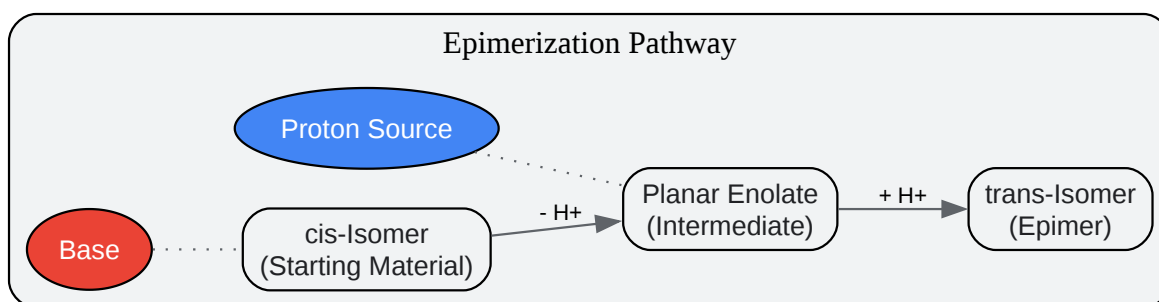 Epimerization Pathway
Proton Source
Base
cis-Isomer
(Starting Material)
- H+
Planar Enolate
(Intermediate)
+ H+
trans-Isomer
(Epimer)